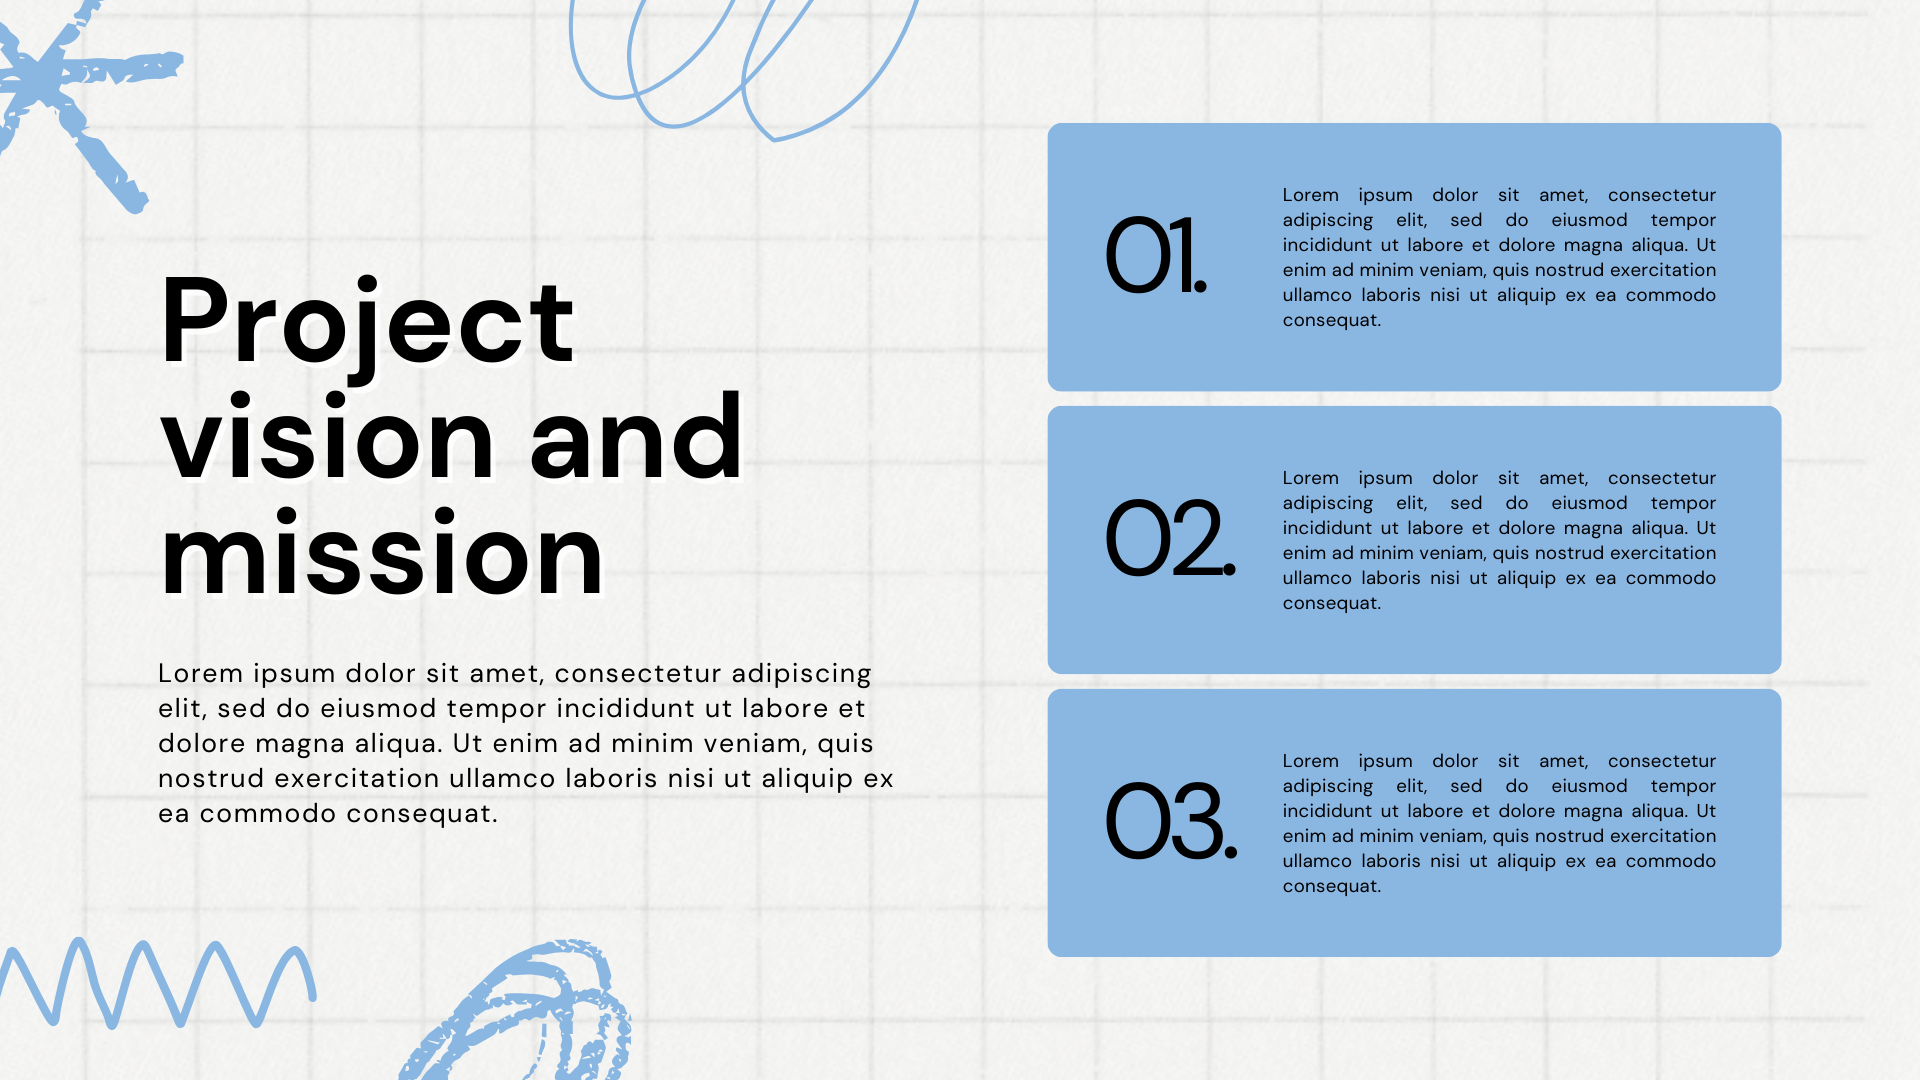 Project
vision and
mission
Lorem ipsum dolor sit amet, consectetur adipiscing
elit, sed do eiusmod tempor incididunt ut labore et
dolore magna aliqua. Ut enim ad minim veniam, quis
nostrud exercitation ullamco laboris nisi ut aliquip ex
ea commodo consequat.
01.
Lorem ipsum dolor sit amet, consectetur
adipiscing elit, sed do eiusmod tempor
incididunt ut labore et dolore magna aliqua. Ut
enim ad minim veniam, quis nostrud exercitation
ullamco laboris nisi ut aliquip ex ea commodo
consequat.
02.
Lorem ipsum dolor sit amet, consectetur
adipiscing elit, sed do eiusmod tempor
incididunt ut labore et dolore magna aliqua. Ut
enim ad minim veniam, quis nostrud exercitation
ullamco laboris nisi ut aliquip ex ea commodo
consequat.
03.
Lorem ipsum dolor sit amet, consectetur
adipiscing elit, sed do eiusmod tempor
incididunt ut labore et dolore magna aliqua. Ut
enim ad minim veniam, quis nostrud exercitation
ullamco laboris nisi ut aliquip ex ea commodo
consequat.